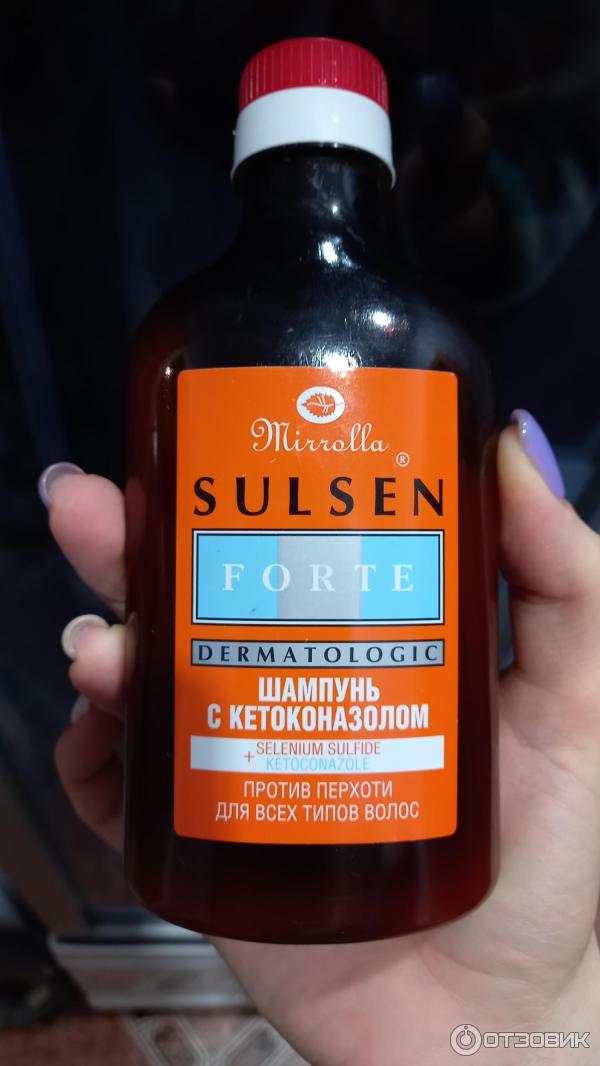 Mirrolla
®
SULSEN
FORTE
DERMATOLOGIC
ШАМПУНЬ
С КЕТОКОНАЗОЛОМ
+ SELENIUM SULFIDE
KETOCONAZOLE
ПРОТИВ ПЕРХОТИ
ДЛЯ ВСЕХ ТИПОВ ВОЛОС
ОТЗОВИК